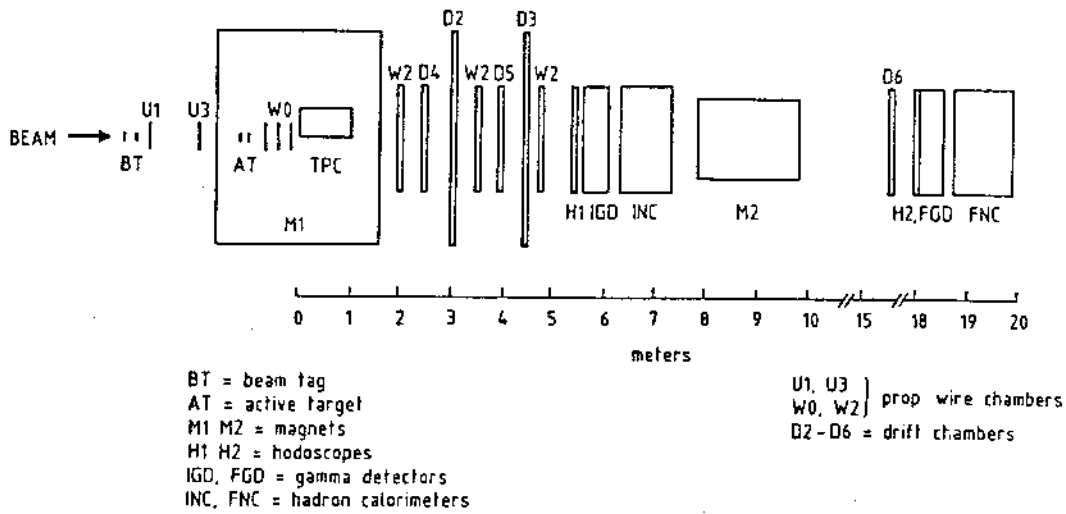 D2 D3
W2 D4 W2 D5 W2 D6
U1 U3 W0
BEAM
BT AT TPC
M1 H1 IGD INC M2 H2,FGD FNC
0 1 2 3 4 5 6 7 8 9 10 15 18 19 20
meters
BT = beam tag
AT = active target
M1 M2 = magnets
H1 H2 = hodoscopes
IGD, FGD = gamma detectors
INC, FNC = hadron calorimeters
U1, U3
W0, W2
prop wire chambers
D2-D6 = drift chambers